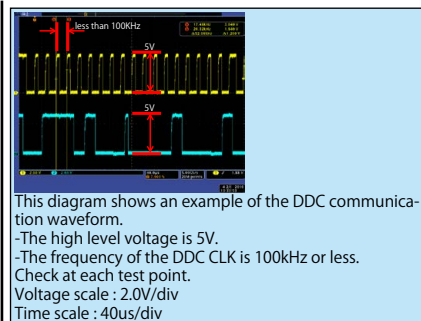 less than 100KHz
5V
5V
This diagram shows an example of the DDC communica-
tion waveform.
-The high level voltage is 5V.
-The frequency of the DDC CLK is 100kHz or less.
Check at each test point.
Voltage scale : 2.0V/div
Time scale : 40us/div